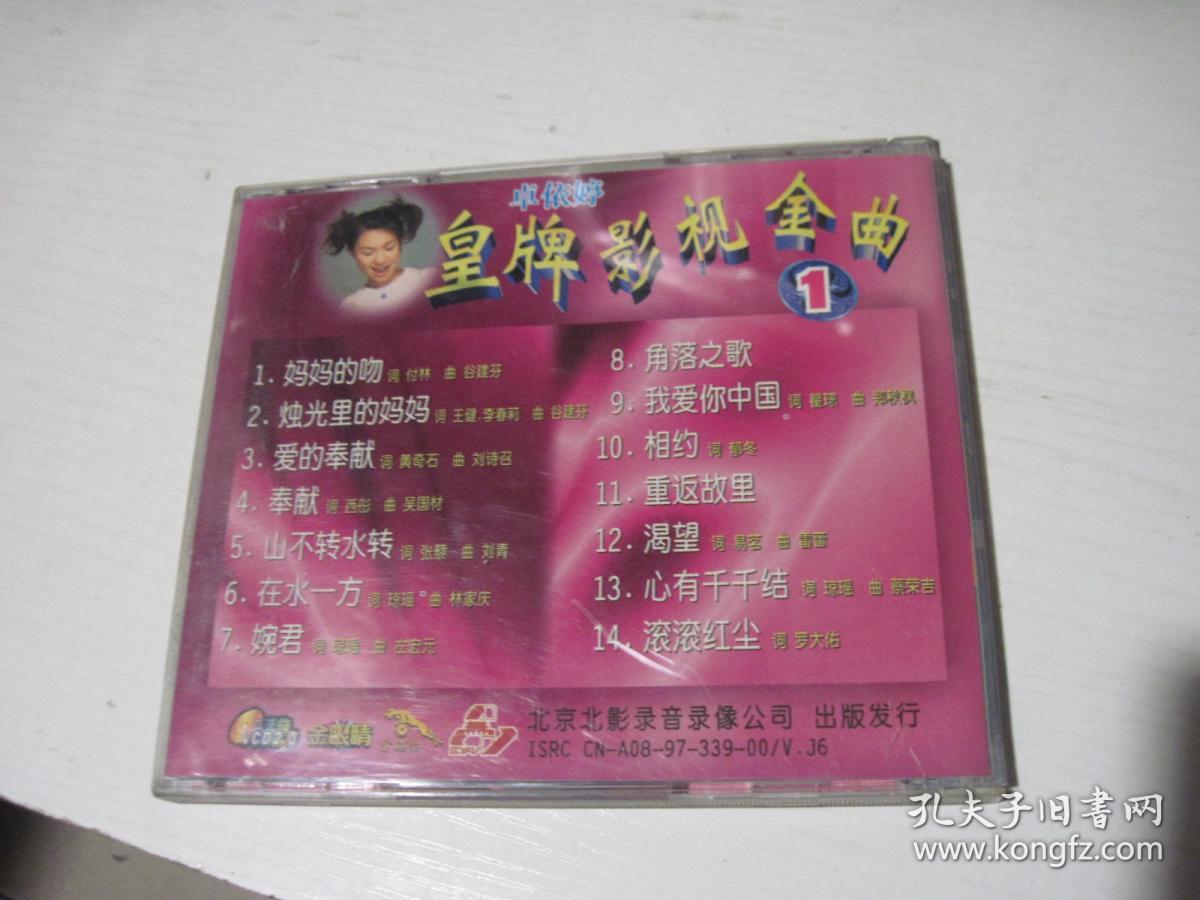 卓依婷
皇牌影视金曲
1
1. 妈妈的吻 词 付林 曲 谷建芬
2. 烛光里的妈妈 词 王健.李春莉 曲 谷建芬
3. 爱的奉献 词 黄奇石 曲 刘诗召
4. 奉献 词 西彤 曲 吴国材
5. 山不转水转 词 张藜 曲 刘青
6. 在水一方 词 琼瑶 曲 林家庆
7. 婉君 词 琼瑶 曲 左宏元
8. 角落之歌
9. 我爱你中国 词 瞿琮 曲 郑秋枫
10. 相约 词 郁冬
11. 重返故里
12. 渴望 词 易茗 曲 雷蕾
13. 心有千千结 词 琼瑶 曲 蔡荣吉
14. 滚滚红尘 词 罗大佑
VCD2.0
金眼睛
北京北影录音录像公司 出版发行
ISRC CN-A08-97-339-00/V.J6
孔夫子旧书网
www.kongfz.com